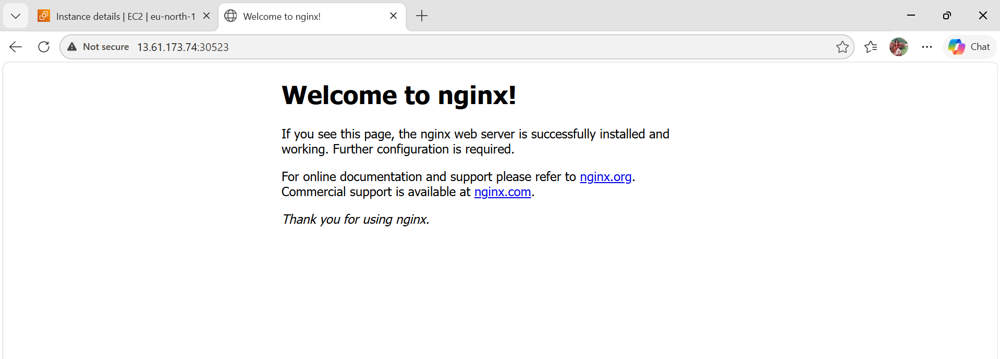 Instance details | EC2 | eu-north-1
Welcome to nginx!
Not secure 13.61.173.74:30523
Chat
Welcome to nginx!
If you see this page, the nginx web server is successfully installed and
working. Further configuration is required.
For online documentation and support please refer to nginx.org.
Commercial support is available at nginx.com.
Thank you for using nginx.